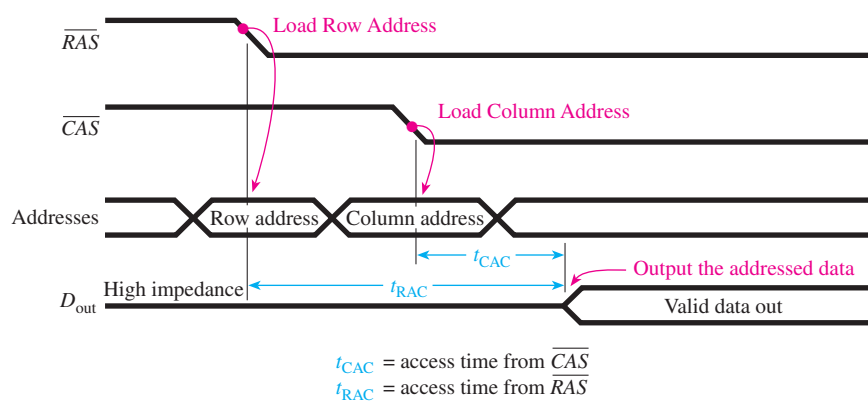 Load Row Address
RAS
Load Column Address
CAS
Addresses
Row address
Column address
tCAC
Output the addressed data
High impedance
tRAC
Dout
Valid data out
tCAC = access time from CAS
tRAC = access time from RAS